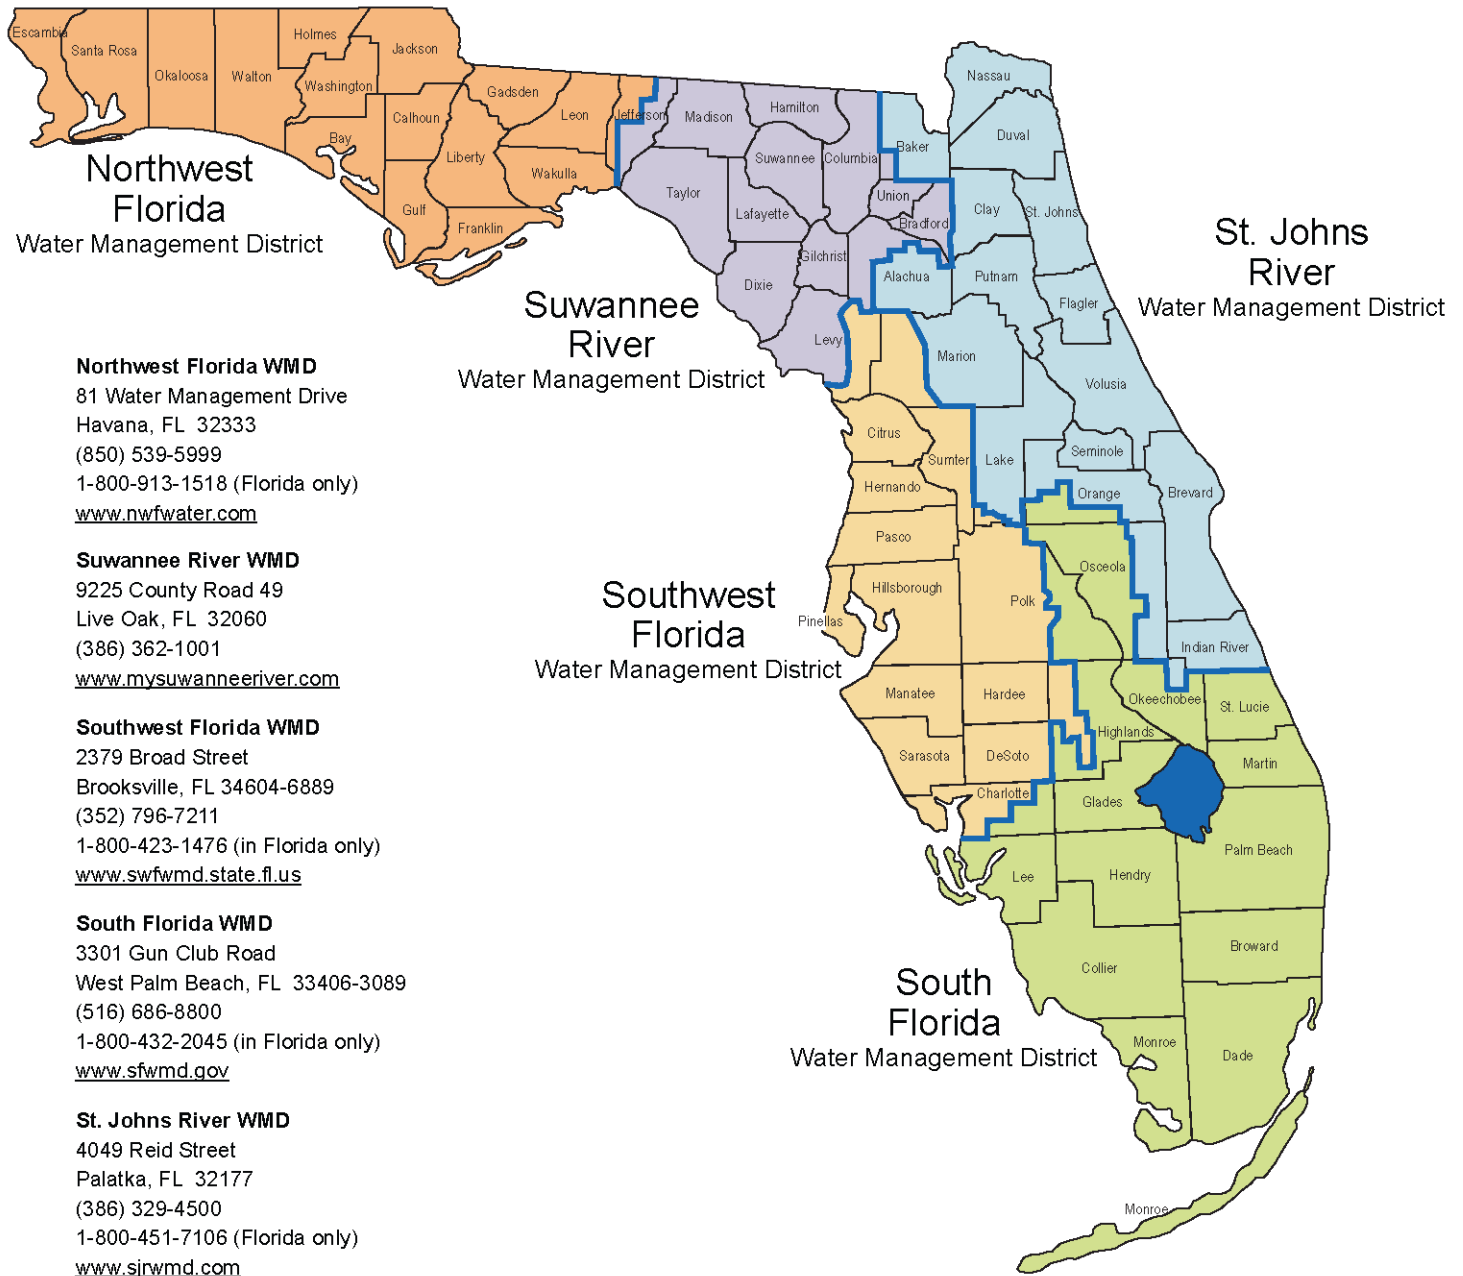 Escambia
Santa Rosa
Okaloosa
Walton
Holmes
Washington
Jackson
Bay
Calhoun
Gulf
Liberty
Gadsden
Franklin
Leon
Wakulla
Jefferson
Madison
Taylor
Hamilton
Suwannee
Lafayette
Columbia
Dixie
Gilchrist
Levy
Union
Bradford
Baker
Nassau
Duval
Clay
St. Johns
Alachua
Putnam
Flagler
Marion
Volusia
Citrus
Sumter
Lake
Seminole
Hernando
Orange
Brevard
Pasco
Hillsborough
Pinellas
Polk
Osceola
Indian River
Manatee
Hardee
Okeechobee
St. Lucie
Highlands
Sarasota
DeSoto
Martin
Charlotte
Glades
Lee
Hendry
Palm Beach
Collier
Broward
Monroe
Dade
Monroe
Northwest
Florida
Water Management District
Suwannee
River
Water Management District
St. Johns
River
Water Management District
Southwest
Florida
Water Management District
South
Florida
Water Management District
Northwest Florida WMD
81 Water Management Drive
Havana, FL 32333
(850) 539-5999
1-800-913-1518 (Florida only)
www.nwfwater.com
Suwannee River WMD
9225 County Road 49
Live Oak, FL 32060
(386) 362-1001
www.mysuwanneeriver.com
Southwest Florida WMD
2379 Broad Street
Brooksville, FL 34604-6889
(352) 796-7211
1-800-423-1476 (in Florida only)
www.swfwmd.state.fl.us
South Florida WMD
3301 Gun Club Road
West Palm Beach, FL 33406-3089
(516) 686-8800
1-800-432-2045 (in Florida only)
www.sfwmd.gov
St. Johns River WMD
4049 Reid Street
Palatka, FL 32177
(386) 329-4500
1-800-451-7106 (Florida only)
www.sjrwmd.com